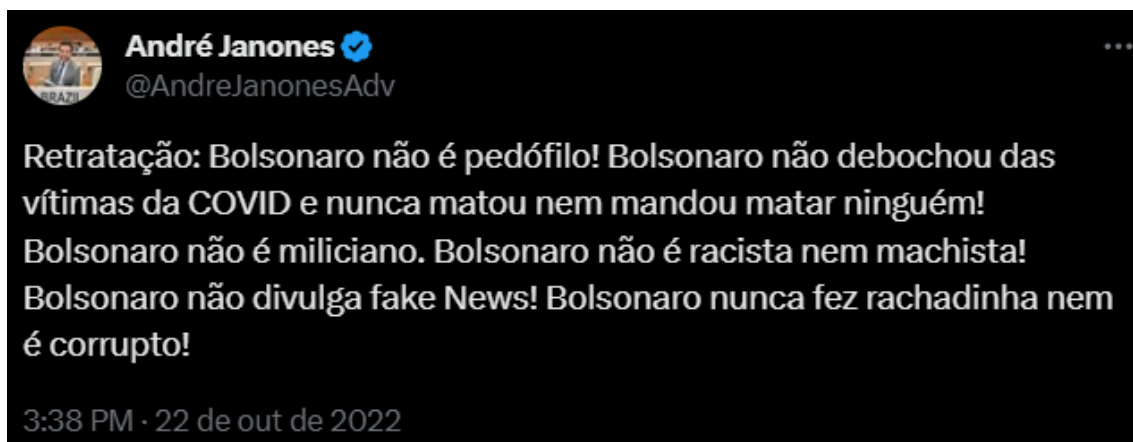 André Janones
@AndreJanonesAdv
BRAZIL
Retratação: Bolsonaro não é pedófilo! Bolsonaro não debochou das
vítimas da COVID e nunca matou nem mandou matar ninguém!
Bolsonaro não é miliciano. Bolsonaro não é racista nem machista!
Bolsonaro não divulga fake News! Bolsonaro nunca fez rachadinha nem
é corrupto!
3:38 PM · 22 de out de 2022